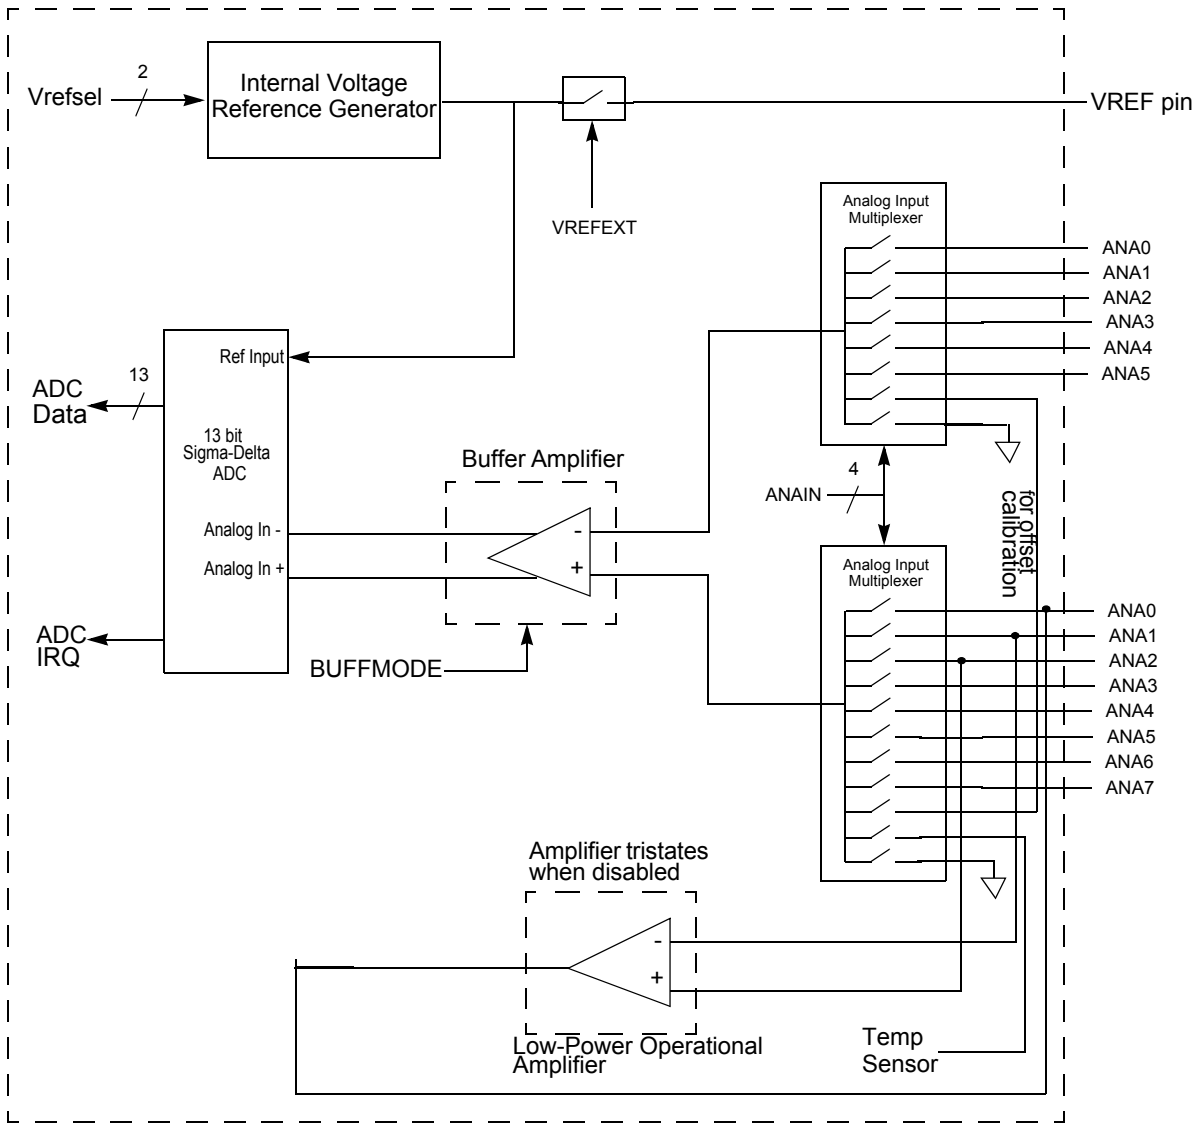 2
Vrefsel
Internal Voltage
Reference Generator
VREF pin
VREFEXT
Analog Input
Multiplexer
ANA0
ANA1
ANA2
ANA3
ANA4
ANA5
Ref Input
13
ADC
Data
13 bit
Sigma-Delta
ADC
Buffer Amplifier
4
ANAIN
for offset
calibration
Analog In -
-
Analog In +
+
Analog Input
Multiplexer
ANA0
ANA1
ANA2
ANA3
ANA4
ANA5
ANA6
ANA7
ADC
IRQ
BUFFMODE
Amplifier tristates
when disabled
-
+
Low-Power Operational
Amplifier
Temp
Sensor